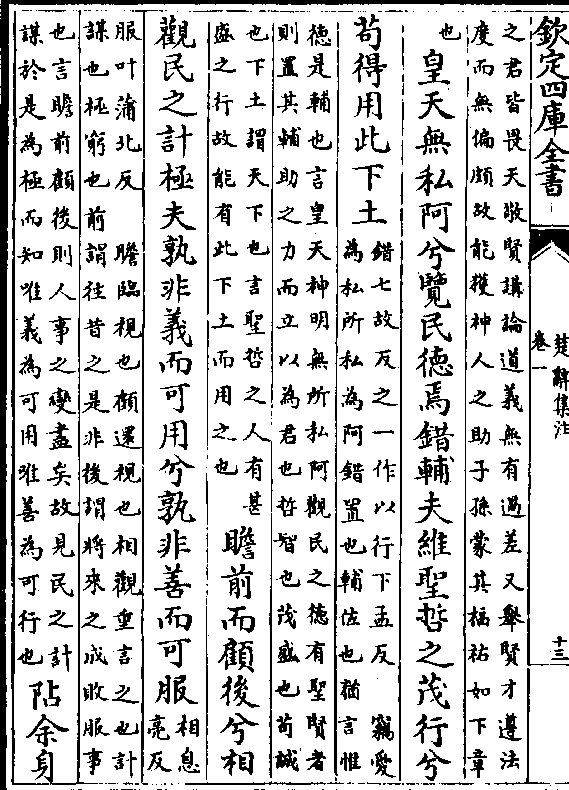 欽定四庫全書
楚辭集注
卷一
十三
之君皆畏天敬賢講論道義無有過差又舉賢才遵法
度而無偏頗故能獲神人之助子孫蒙其福祐如下章
也
皇天無私阿兮覽民徳焉錯輔夫維聖哲之茂行兮
苟得用此下土
錯七故反之一作以行下孟反 竊愛
為私所私為阿錯置也輔佐也猶言惟
徳是輔也言皇天神明無所私阿觀民之徳有聖賢者
則置其輔助之力而立以為君也哲智也茂盛也苟誠
也下土謂天下也言聖哲之人有甚
盛之行故能有此下土而用之也
瞻前而顧後兮相
觀民之計極夫孰非義而可用兮孰非善而可服
相息
亮反
服叶蒲北反 瞻臨視也顧還視也相觀重言之也計
謀也極窮也前謂往昔之是非後謂將來之成敗服事
也言瞻前顧後則人事之變盡矣故見民之計
謀於是為極而知唯義為可用唯善為可行也
阽余身